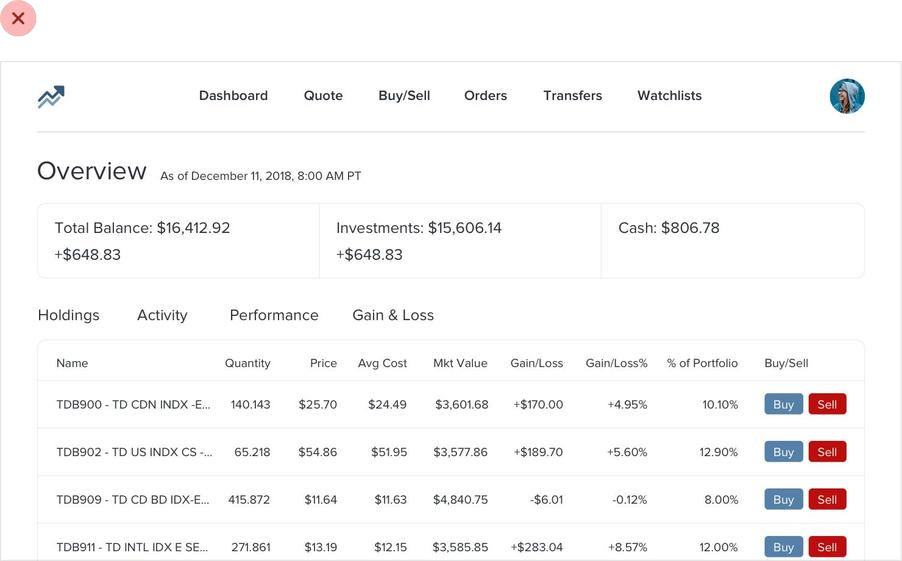 Dashboard Quote Buy/Sell Orders Transfers Watchlists
Overview As of December 11, 2018, 8:00 AM PT
Total Balance: $16,412.92 Investments: $15,606.14 Cash: $806.78
+$648.83 +$648.83
Holdings Activity Performance Gain & Loss
Name Quantity Price Avg Cost Mkt Value Gain/Loss Gain/Loss% % of Portfolio Buy/Sell
TDB900 - TD CDN INDX -E... 140.143 $25.70 $24.49 $3,601.68 +$170.00 +4.95% 10.10% Buy Sell
TDB902 - TD US INDX CS -... 65.218 $54.86 $51.95 $3,577.86 +$189.70 +5.60% 12.90% Buy Sell
TDB909 - TD CD BD IDX-E... 415.872 $11.64 $11.63 $4,840.75 -$6.01 -0.12% 8.00% Buy Sell
TDB911 - TD INTL IDX E SE... 271.861 $13.19 $12.15 $3,585.85 +$283.04 +8.57% 12.00% Buy Sell